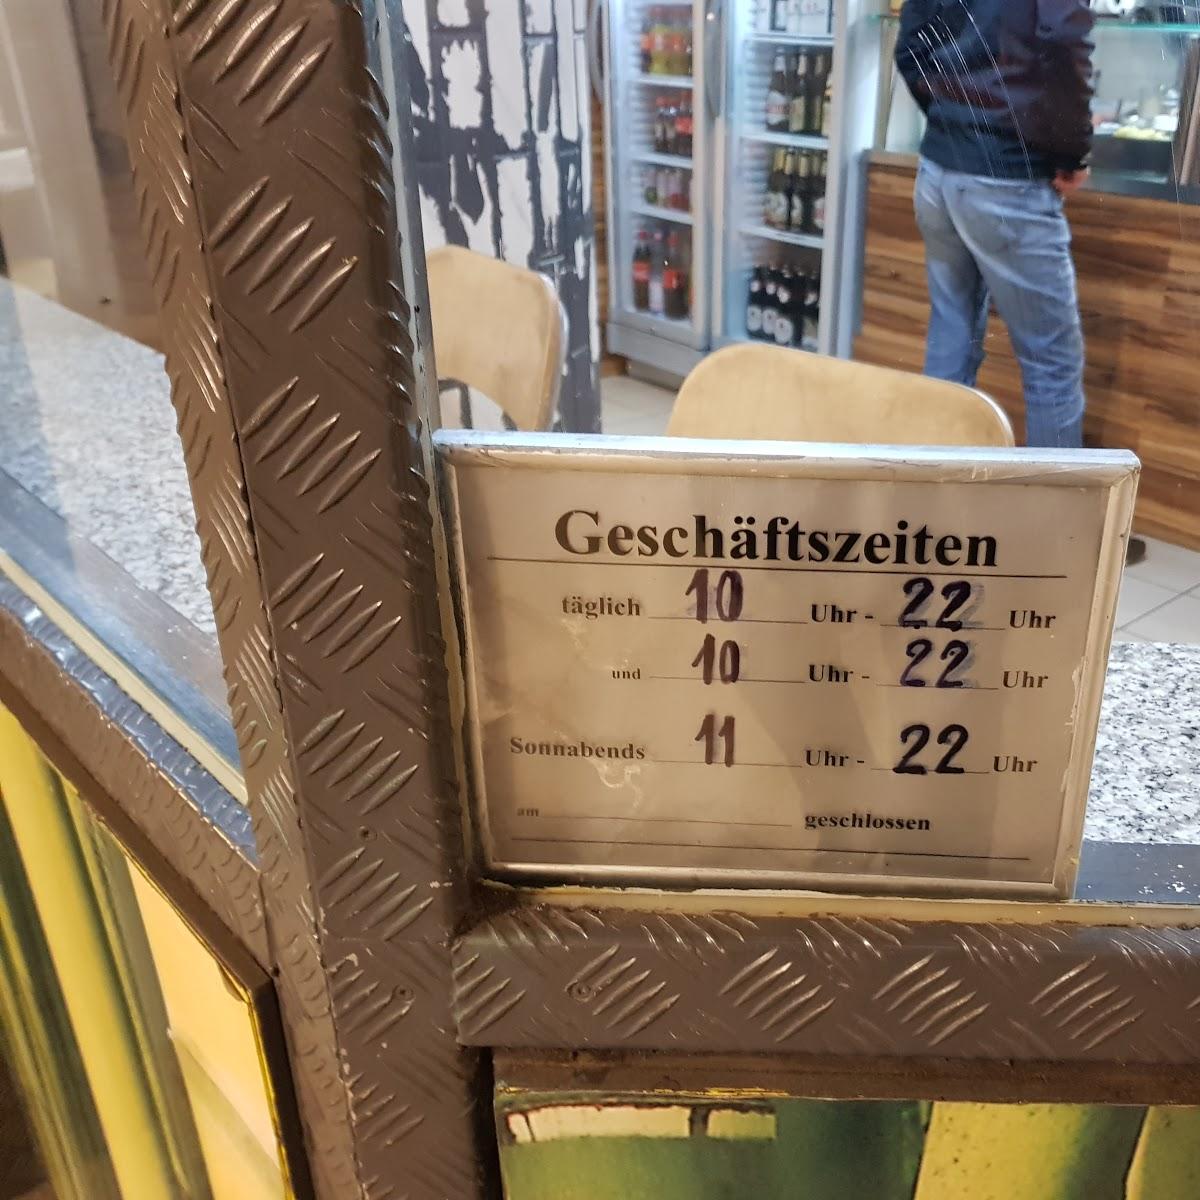 Geschäftszeiten
täglich 10 Uhr - 22 Uhr
und 10 Uhr - 22 Uhr
Sonnabends 11 Uhr - 22 Uhr
am geschlossen